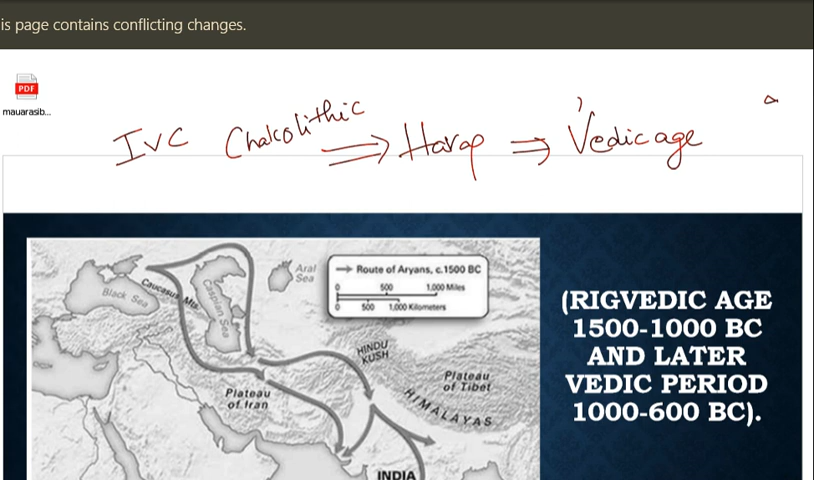 is page contains conflicting changes.
PDF
mauarasib...
IVC Chalcolithic ⇒ Harap ⇒ Vedic age
Route of Aryans, c.1500 BC
0 500 1,000 Miles
0 500 1,000 Kilometers
Aral
Sea
Black Sea
Caucasus Mts.
Caspian Sea
HINDU
KUSH
Plateau
of Tibet
HIMALAYAS
Plateau
of Iran
INDIA
(RIGVEDIC AGE
1500-1000 BC
AND LATER
VEDIC PERIOD
1000-600 BC).